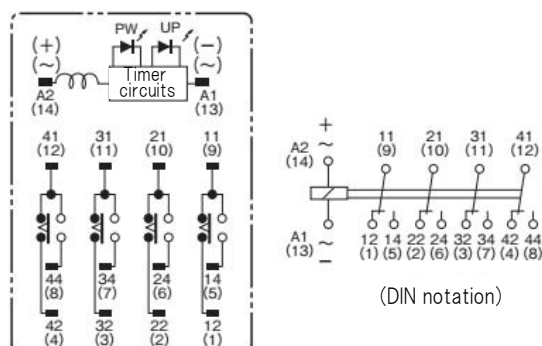 PW UP
(+) (−)
(~) (~)
Timer
circuits
A2 A1
(14) (13)
41 31 21 11
(12) (11) (10) (9)
44 34 24 14
(8) (7) (6) (5)
42 32 22 12
(4) (3) (2) (1)
+
A2 ~
(14)
11 21 31 41
(9) (10) (11) (12)
A1 ~
(13) −
12 14 22 24 32 34 42 44
(1) (5) (2) (6) (3) (7) (4) (8)
(DIN notation)